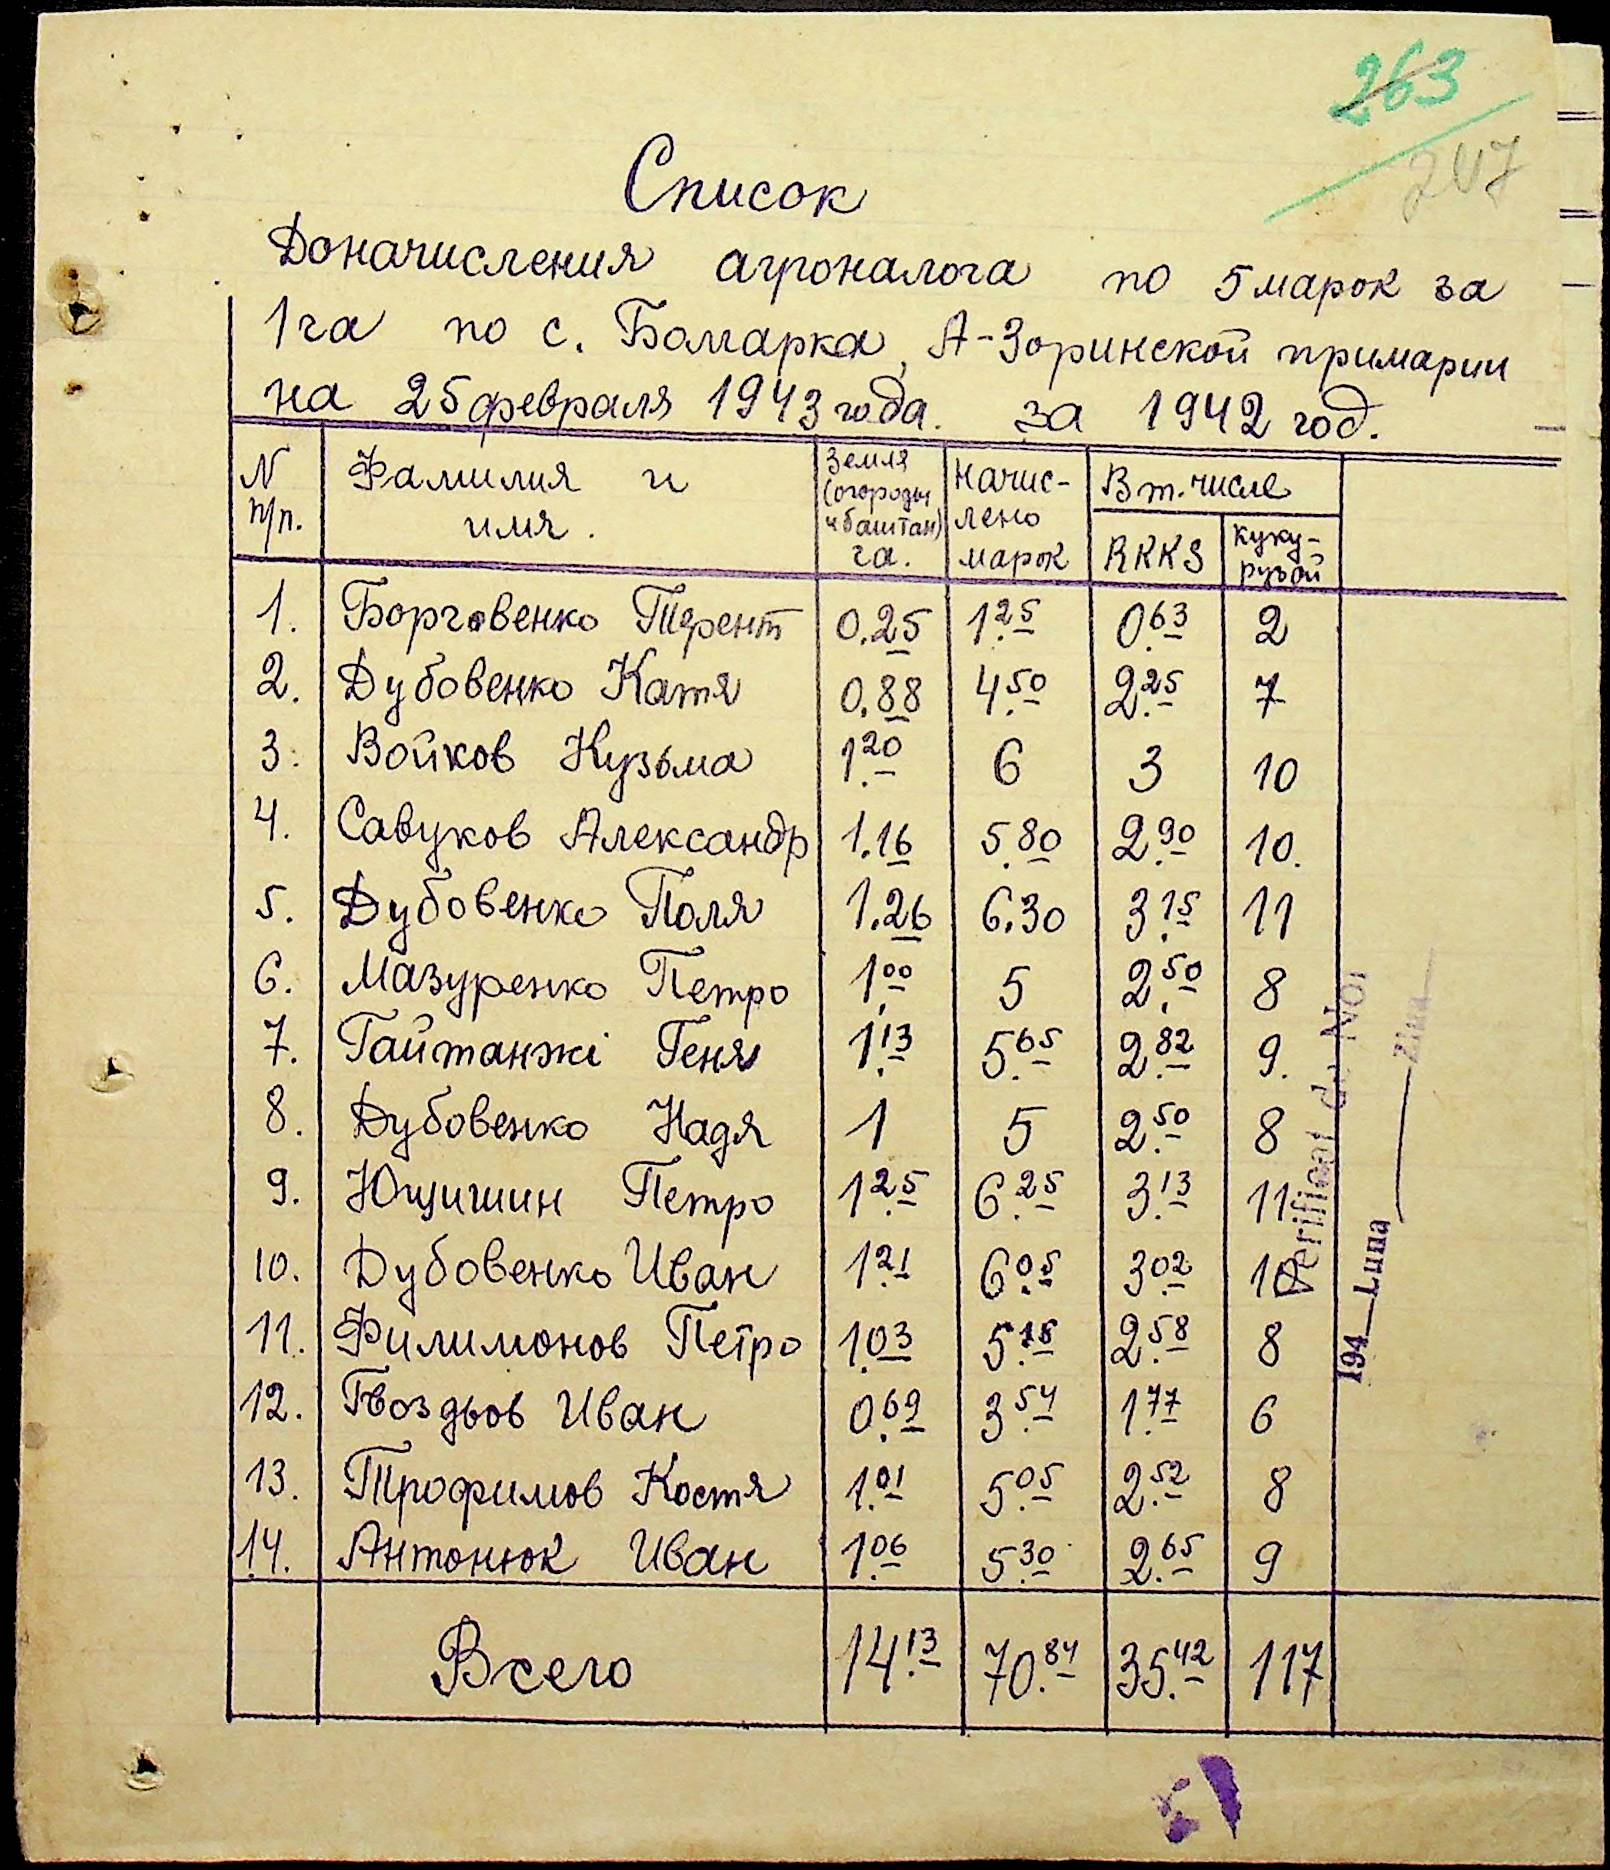 263
247
Список
Доначисления агроналога по 5 марок за
1 га по с. Болгарка, А-Зоринской примарии
на 25 февраля 1943 года. за 1942 год.
N п/п. Фамилия и имя. Земля (огороды и баштан) га. Начислено марок В т. числе RKKS Кукурузой
1. Борговенко Терент 0.25 1.25 0.63 2
2. Дубовенко Катя 0.88 4.50 2.25 7
3. Войков Кузьма 1.20 6 3 10
4. Савуков Александр 1.16 5.80 2.90 10.
5. Дубовенко Поля 1.26 6.30 3.15 11
6. Мазуренко Петро 1.00 5 2.50 8
7. Гайтанжі Геня 1.13 5.65 2.82 9.
8. Дубовенко Надя 1 5 2.50 8
9. Ющишин Петро 1.25 6.25 3.13 11
10. Дубовенко Иван 1.21 6.05 3.02 10
11. Филимонов Петро 1.03 5.15 2.58 8
12. Гвоздьов Иван 0.69 3.54 1.77 6
13. Трофимов Костя 1.01 5.05 2.52 8
14. Антонюк Иван 1.06 5.30 2.65 9
Всего 14.13 70.84 35.42 117
Verificat de Noi
194 Luna Ziua